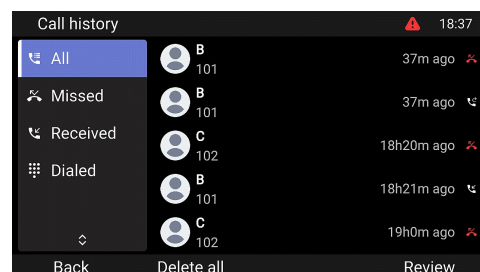 Call history 18:37
All
Missed
Received
Dialed
B
101 37m ago
B
101 37m ago
C
102 18h20m ago
B
101 18h21m ago
C
102 19h0m ago
Back Delete all Review